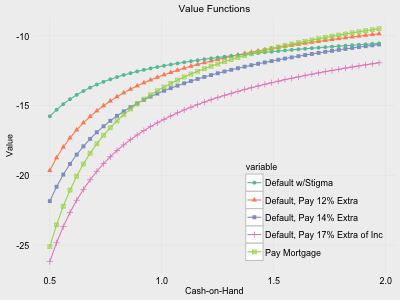 Value Functions
-10
-15
-20
-25
Value
variable
Default w/Stigma
Default, Pay 12% Extra
Default, Pay 14% Extra
Default, Pay 17% Extra of Inc
Pay Mortgage
0.5 1.0 1.5 2.0
Cash-on-Hand